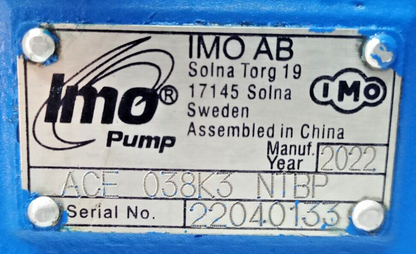 Imo® Pump
IMO AB
Solna Torg 19
17145 Solna
Sweden
IMO
Assembled in China
Manuf. Year 2022
ACE 038K3 NTBP
Serial No. 22040133